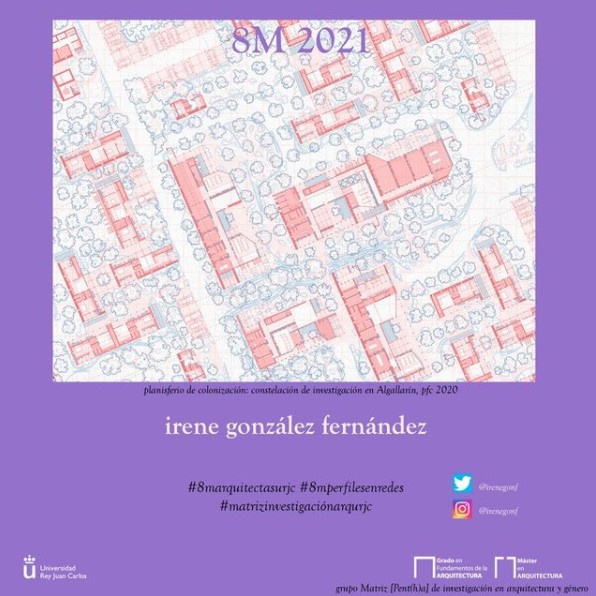 8M 2021
planisferio de colonización: constelación de investigación en Algallarín, pfc 2020
irene gonzález fernández
#8marquitectasurjc #8mperfilesenredes
#matrizinvestigaciónarqurjc
@irenegonf
@irenegonf
Universidad
Rey Juan Carlos
Grado en
Fundamentos de la
ARQUITECTURA
Máster
en
ARQUITECTURA
grupo Matriz [Pent(h)a] de investigación en arquitectura y género